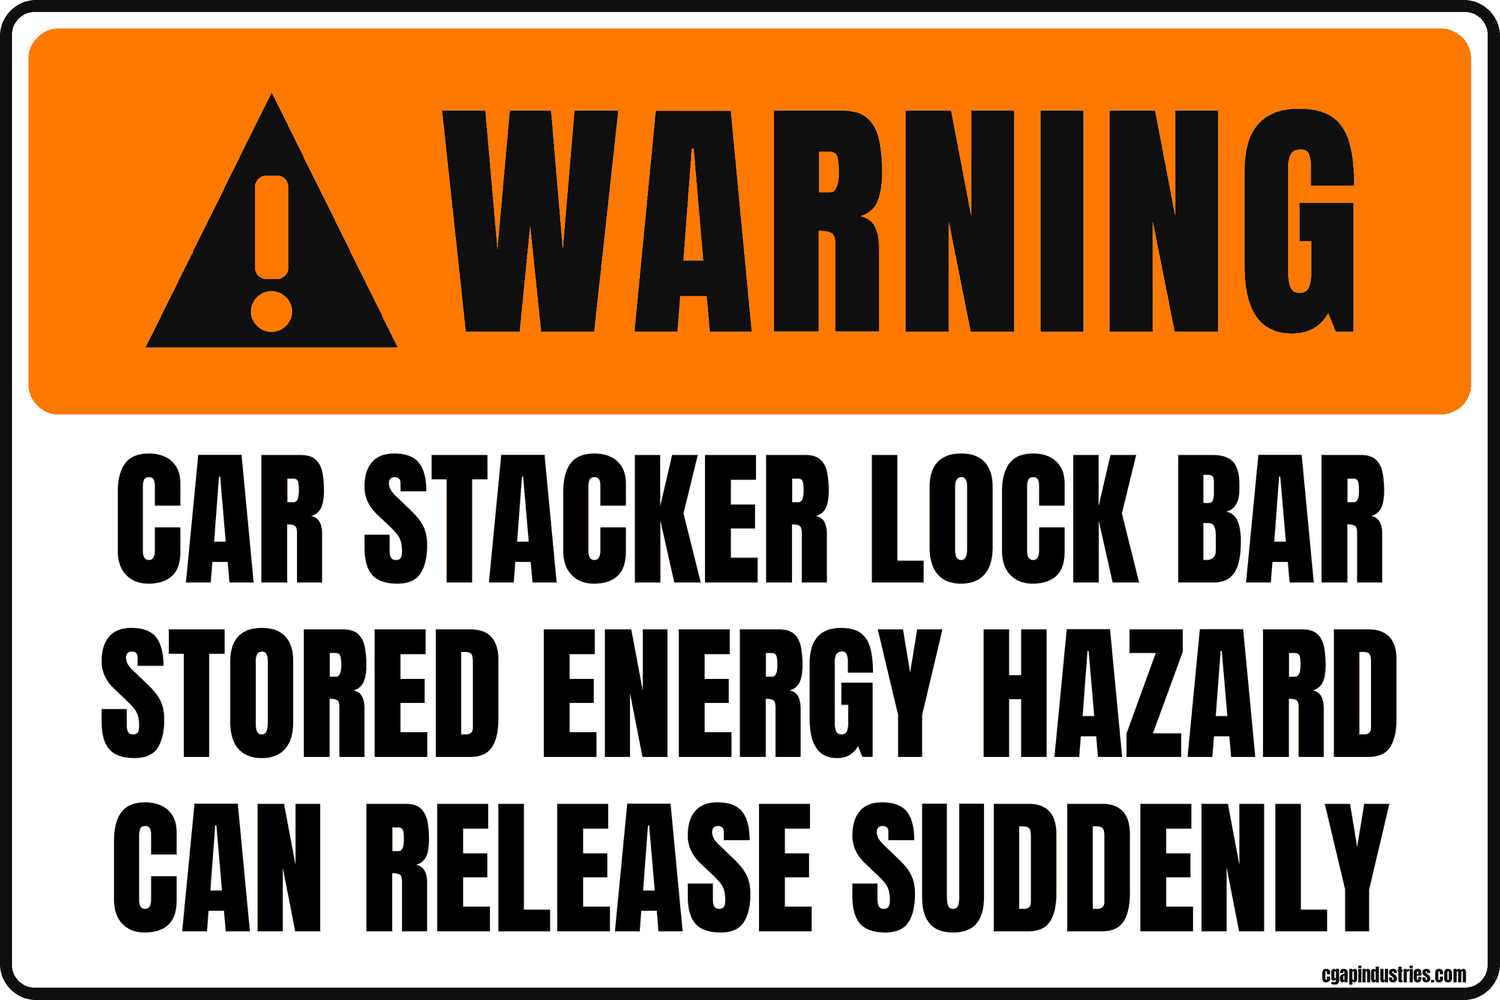 WARNING
CAR STACKER LOCK BAR
STORED ENERGY HAZARD
CAN RELEASE SUDDENLY
cgapindustries.com